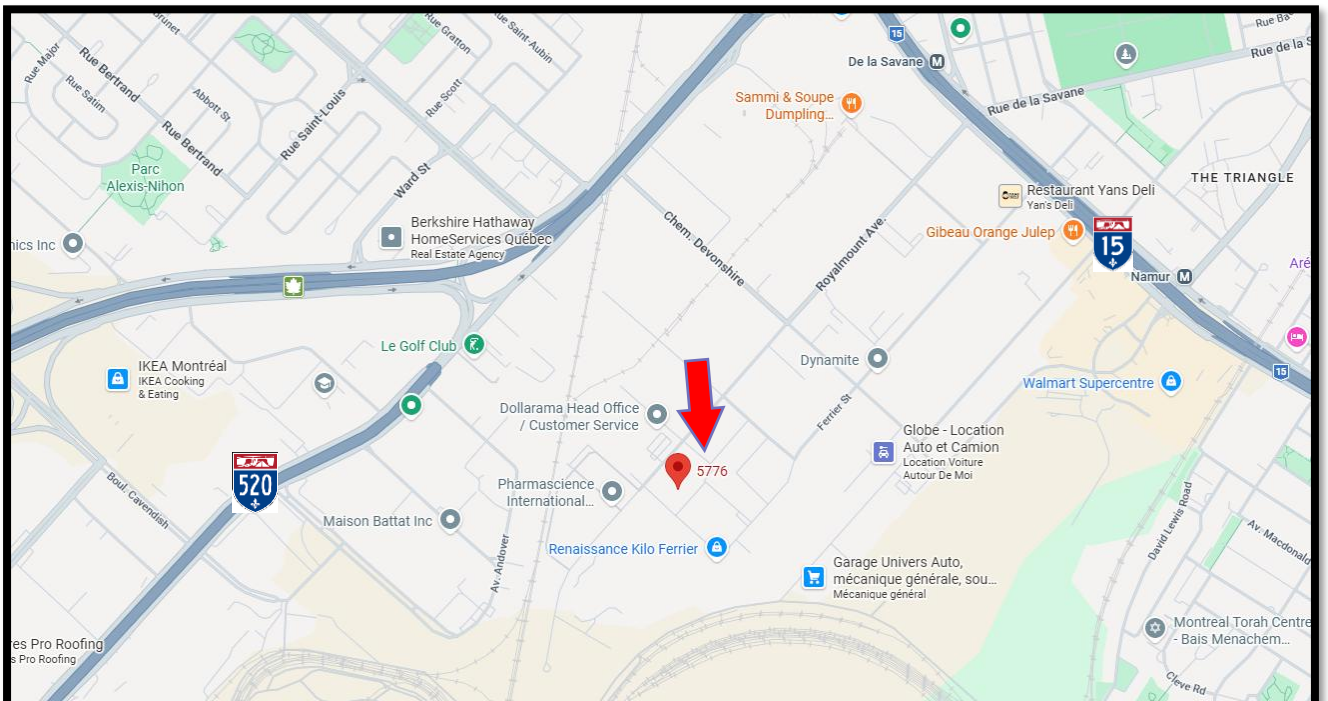 Rue Major
Rue Bertrand
Rue Satim
Abbott St
Rue Bertrand
Rue Saint-Louis
Rue Gratton
Rue Saint-Aubin
Rue Scott
Ward St
Parc
Alexis-Nihon
Berkshire Hathaway
HomeServices Québec
Real Estate Agency
15
De la Savane
M
Sammi & Soupe
Dumpling...
Rue de la Savane
THE TRIANGLE
Restaurant Yans Deli
Yan's Deli
Gibeau Orange Julep
15
Namur
M
Chem. Devonshire
Royalmount Ave.
Le Golf Club
IKEA Montréal
IKEA Cooking
& Eating
Dynamite
Walmart Supercentre
15
Dollarama Head Office
/ Customer Service
Ferrier St
Globe - Location
Auto et Camion
Location Voiture
Autour De Moi
5776
520
Boul. Cavendish
Pharmascience
International...
Maison Battat Inc
Renaissance Kilo Ferrier
Av. Andover
David Lewis Road
Av. Macdonald
Garage Univers Auto,
mécanique générale, sou...
Mécanique général
Montreal Torah Centre
- Bais Menachem...
Pro Roofing
Pro Roofing
Cleve Rd